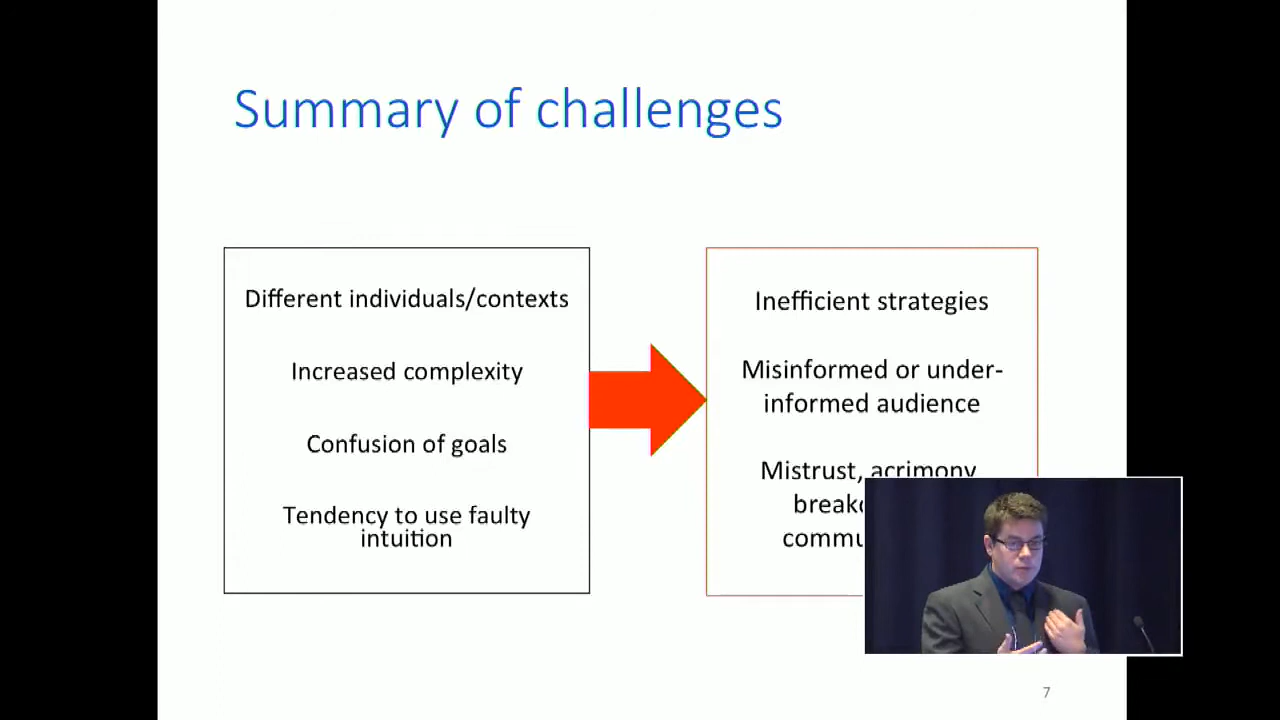 Summary of challenges
Different individuals/contexts
Increased complexity
Confusion of goals
Tendency to use faulty
intuition
Inefficient strategies
Misinformed or under-
informed audience
Mistrust, acrimony
7